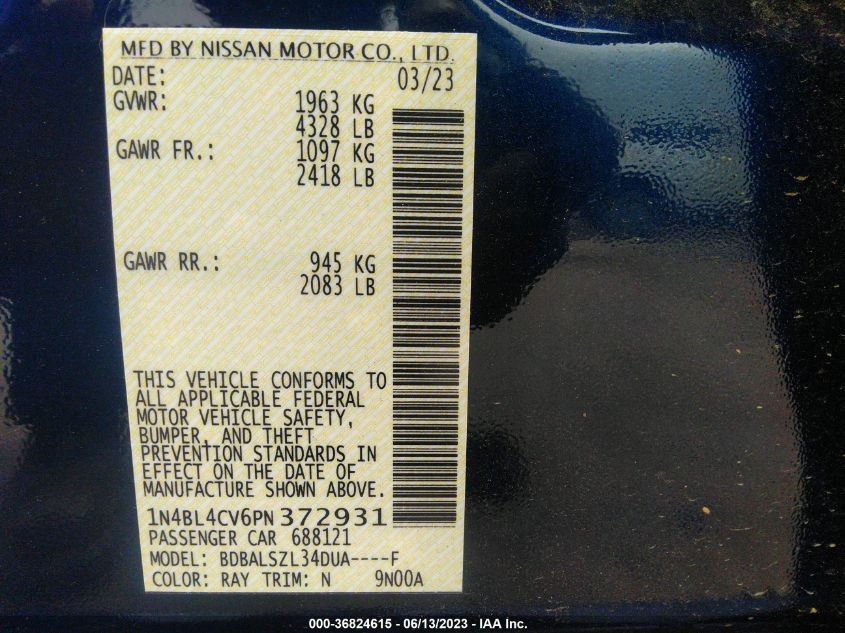 MFD BY NISSAN MOTOR CO., LTD.
DATE: 03/23
GVWR: 1963 KG
4328 LB
GAWR FR.: 1097 KG
2418 LB
GAWR RR.: 945 KG
2083 LB
THIS VEHICLE CONFORMS TO
ALL APPLICABLE FEDERAL
MOTOR VEHICLE SAFETY,
BUMPER, AND THEFT
PREVENTION STANDARDS IN
EFFECT ON THE DATE OF
MANUFACTURE SHOWN ABOVE.
1N4BL4CV6PN372931
PASSENGER CAR 688121
MODEL: BDBALSZL34DUA----F
COLOR: RAY TRIM: N 9N00A
000-36824615 - 06/13/2023 - IAA Inc.